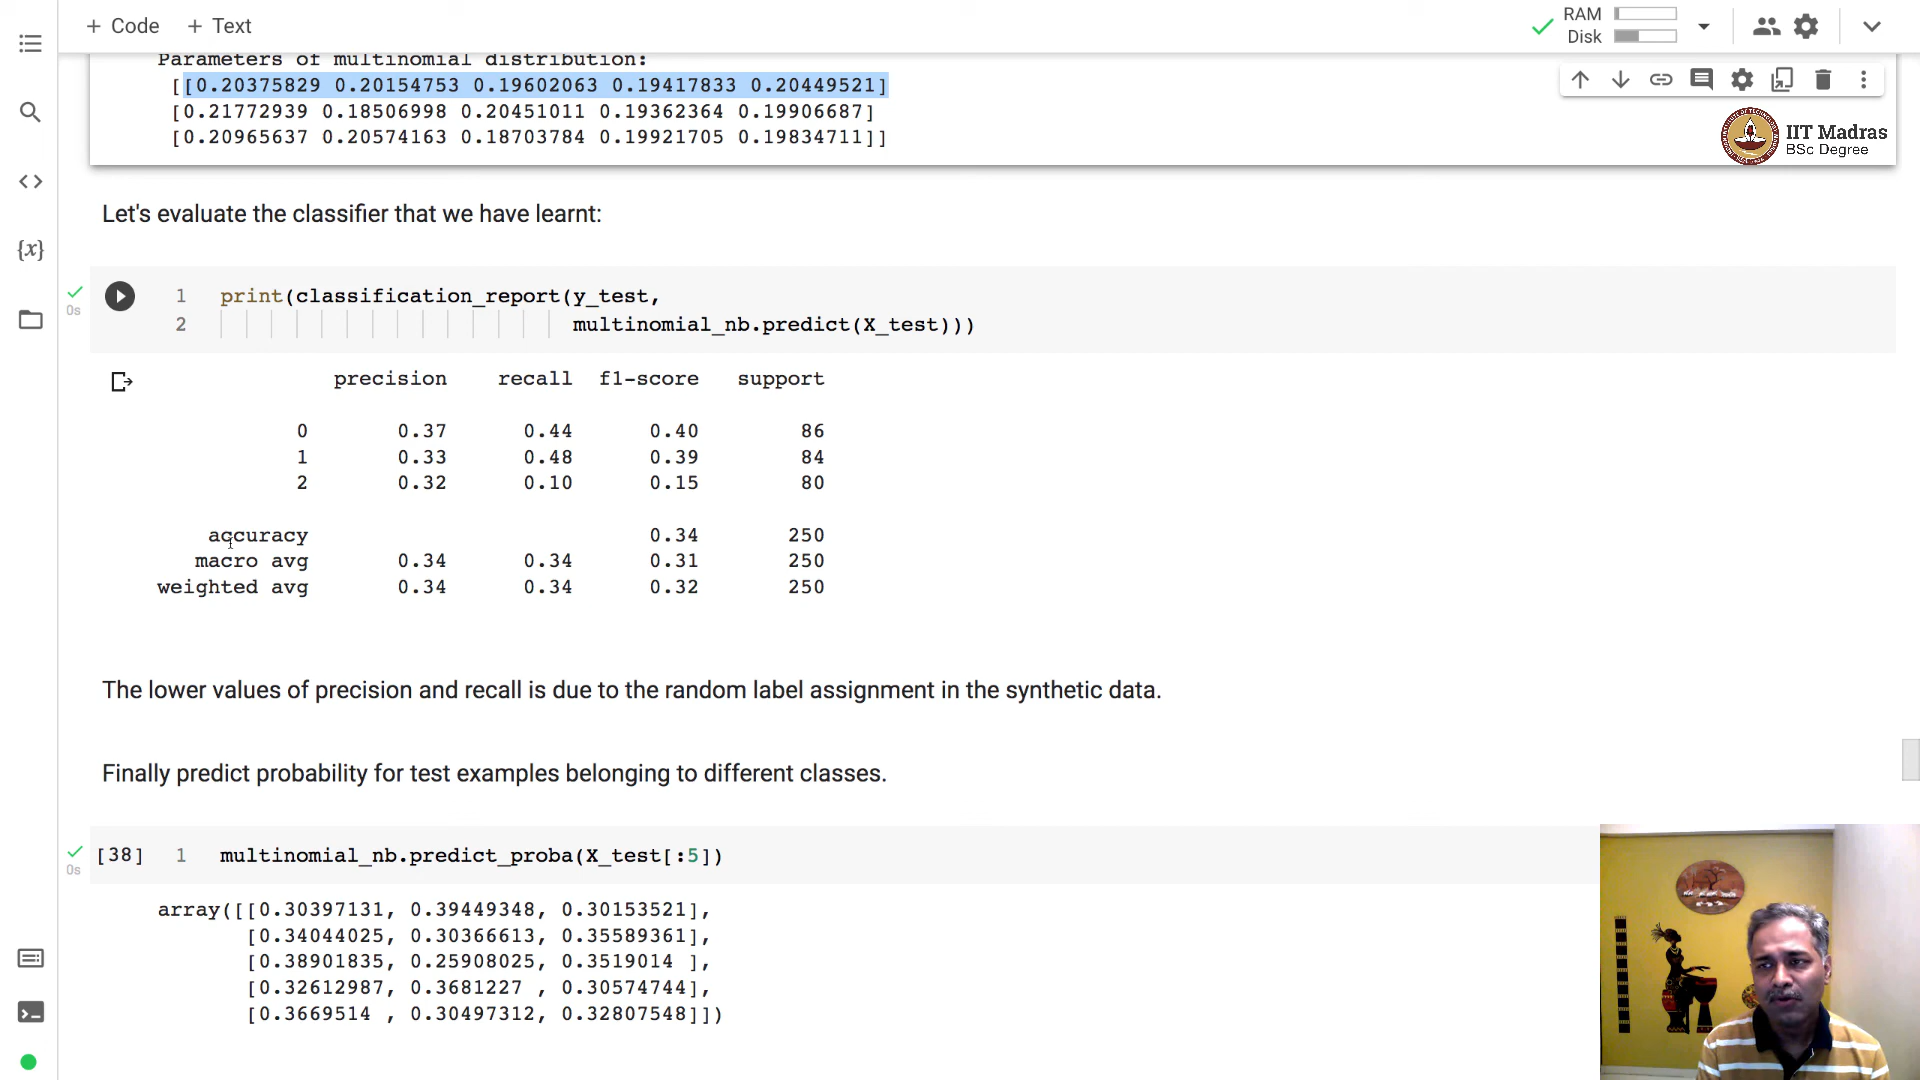 + Code + Text
RAM
Disk
Parameters of multinomial distribution:
[[0.20375829 0.20154753 0.19602063 0.19417833 0.20449521]
[0.21772939 0.18506998 0.20451011 0.19362364 0.19906687]
[0.20965637 0.20574163 0.18703784 0.19921705 0.19834711]]
IIT Madras
BSc Degree
Let's evaluate the classifier that we have learnt:
0s
1 print(classification_report(y_test,
2 multinomial_nb.predict(X_test)))
precision recall f1-score support
0 0.37 0.44 0.40 86
1 0.33 0.48 0.39 84
2 0.32 0.10 0.15 80
accuracy 0.34 250
macro avg 0.34 0.34 0.31 250
weighted avg 0.34 0.34 0.32 250
The lower values of precision and recall is due to the random label assignment in the synthetic data.
Finally predict probability for test examples belonging to different classes.
0s
[38] 1 multinomial_nb.predict_proba(X_test[:5])
array([[0.30397131, 0.39449348, 0.30153521],
[0.34044025, 0.30366613, 0.35589361],
[0.38901835, 0.25908025, 0.3519014 ],
[0.32612987, 0.3681227 , 0.30574744],
[0.3669514 , 0.30497312, 0.32807548]])